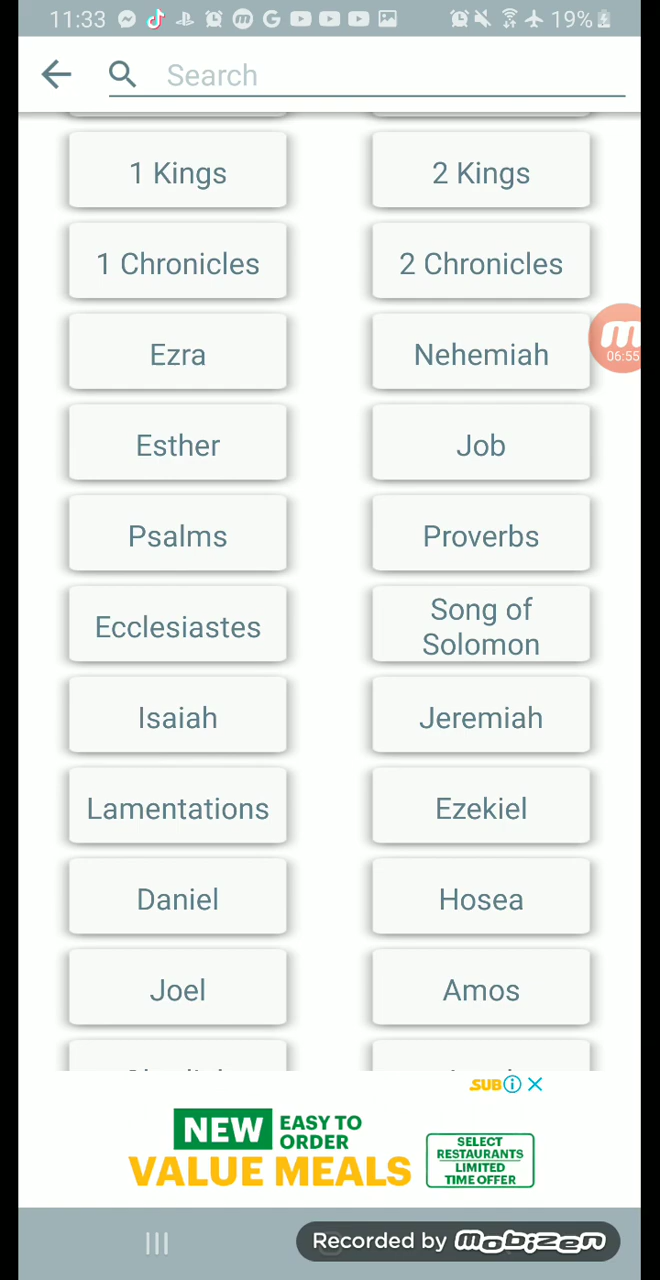 11:33
19%
Search
1 Kings
2 Kings
1 Chronicles
2 Chronicles
Ezra
Nehemiah
06:55
Esther
Job
Psalms
Proverbs
Ecclesiastes
Song of
Solomon
Isaiah
Jeremiah
Lamentations
Ezekiel
Daniel
Hosea
Joel
Amos
SUB
NEW EASY TO
ORDER
VALUE MEALS
SELECT
RESTAURANTS
LIMITED
TIME OFFER
Recorded by mobizen